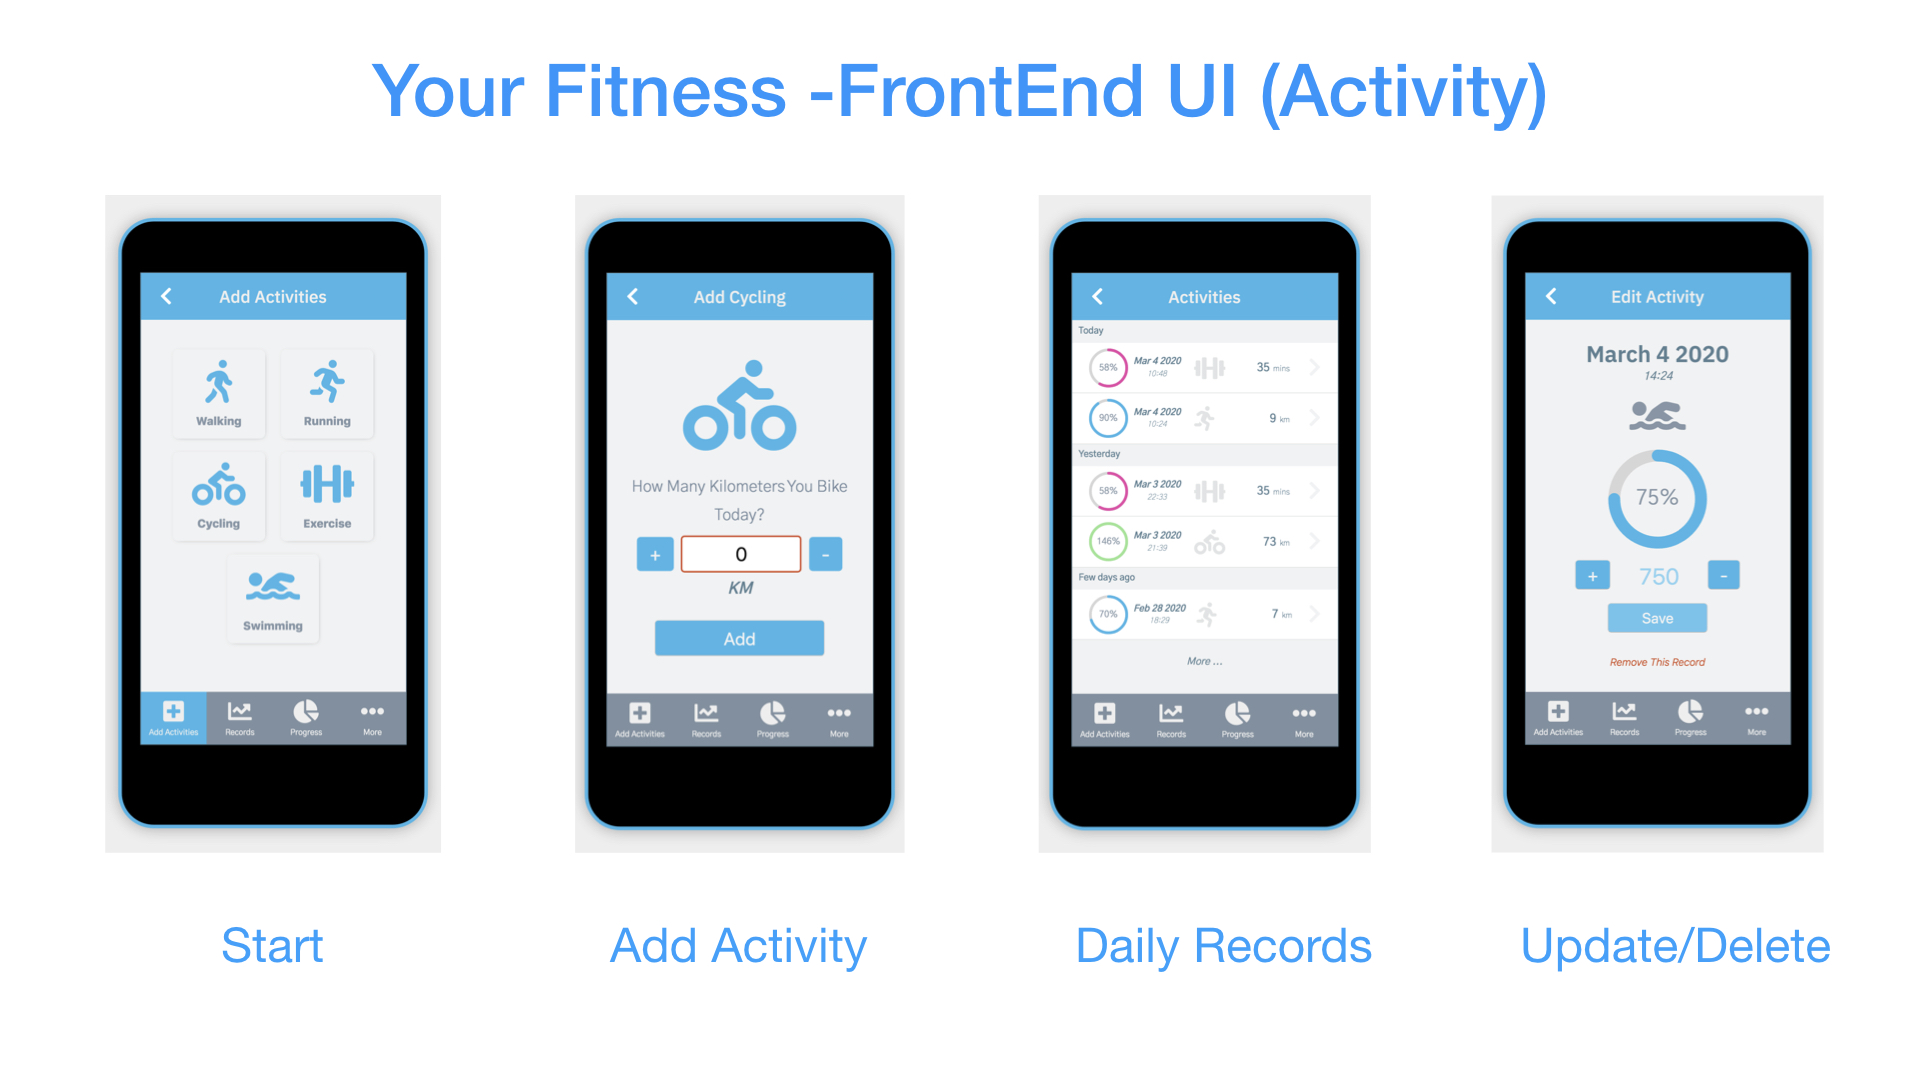 Your Fitness -FrontEnd UI (Activity)
Add Activities
Walking
Running
Cycling
Exercise
Swimming
Add Activities
Records
Progress
More
Start
Add Cycling
How Many Kilometers You Bike
Today?
+
0
-
KM
Add
Add Activities
Records
Progress
More
Add Activity
Activities
Today
58% Mar 4 2020 35 mins
10:48
90% Mar 4 2020 9 km
10:24
Yesterday
58% Mar 3 2020 35 mins
22:33
146% Mar 3 2020 73 km
21:39
Few days ago
70% Feb 28 2020 7 km
18:29
More ...
Add Activities
Records
Progress
More
Daily Records
Edit Activity
March 4 2020
14:24
75%
+
750
-
Save
Remove This Record
Add Activities
Records
Progress
More
Update/Delete